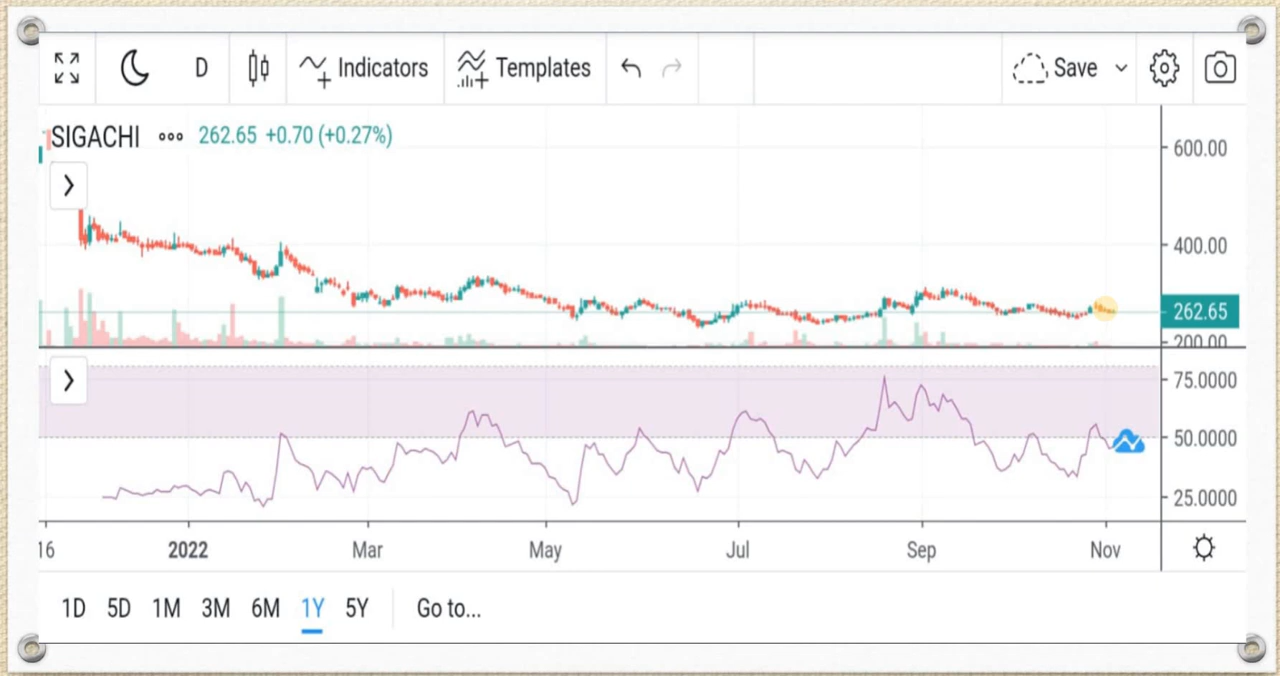 D Indicators Templates Save
SIGACHI 262.65 +0.70 (+0.27%)
600.00
400.00
262.65
200.00
75.0000
50.0000
25.0000
16 2022 Mar May Jul Sep Nov
1D 5D 1M 3M 6M 1Y 5Y Go to...